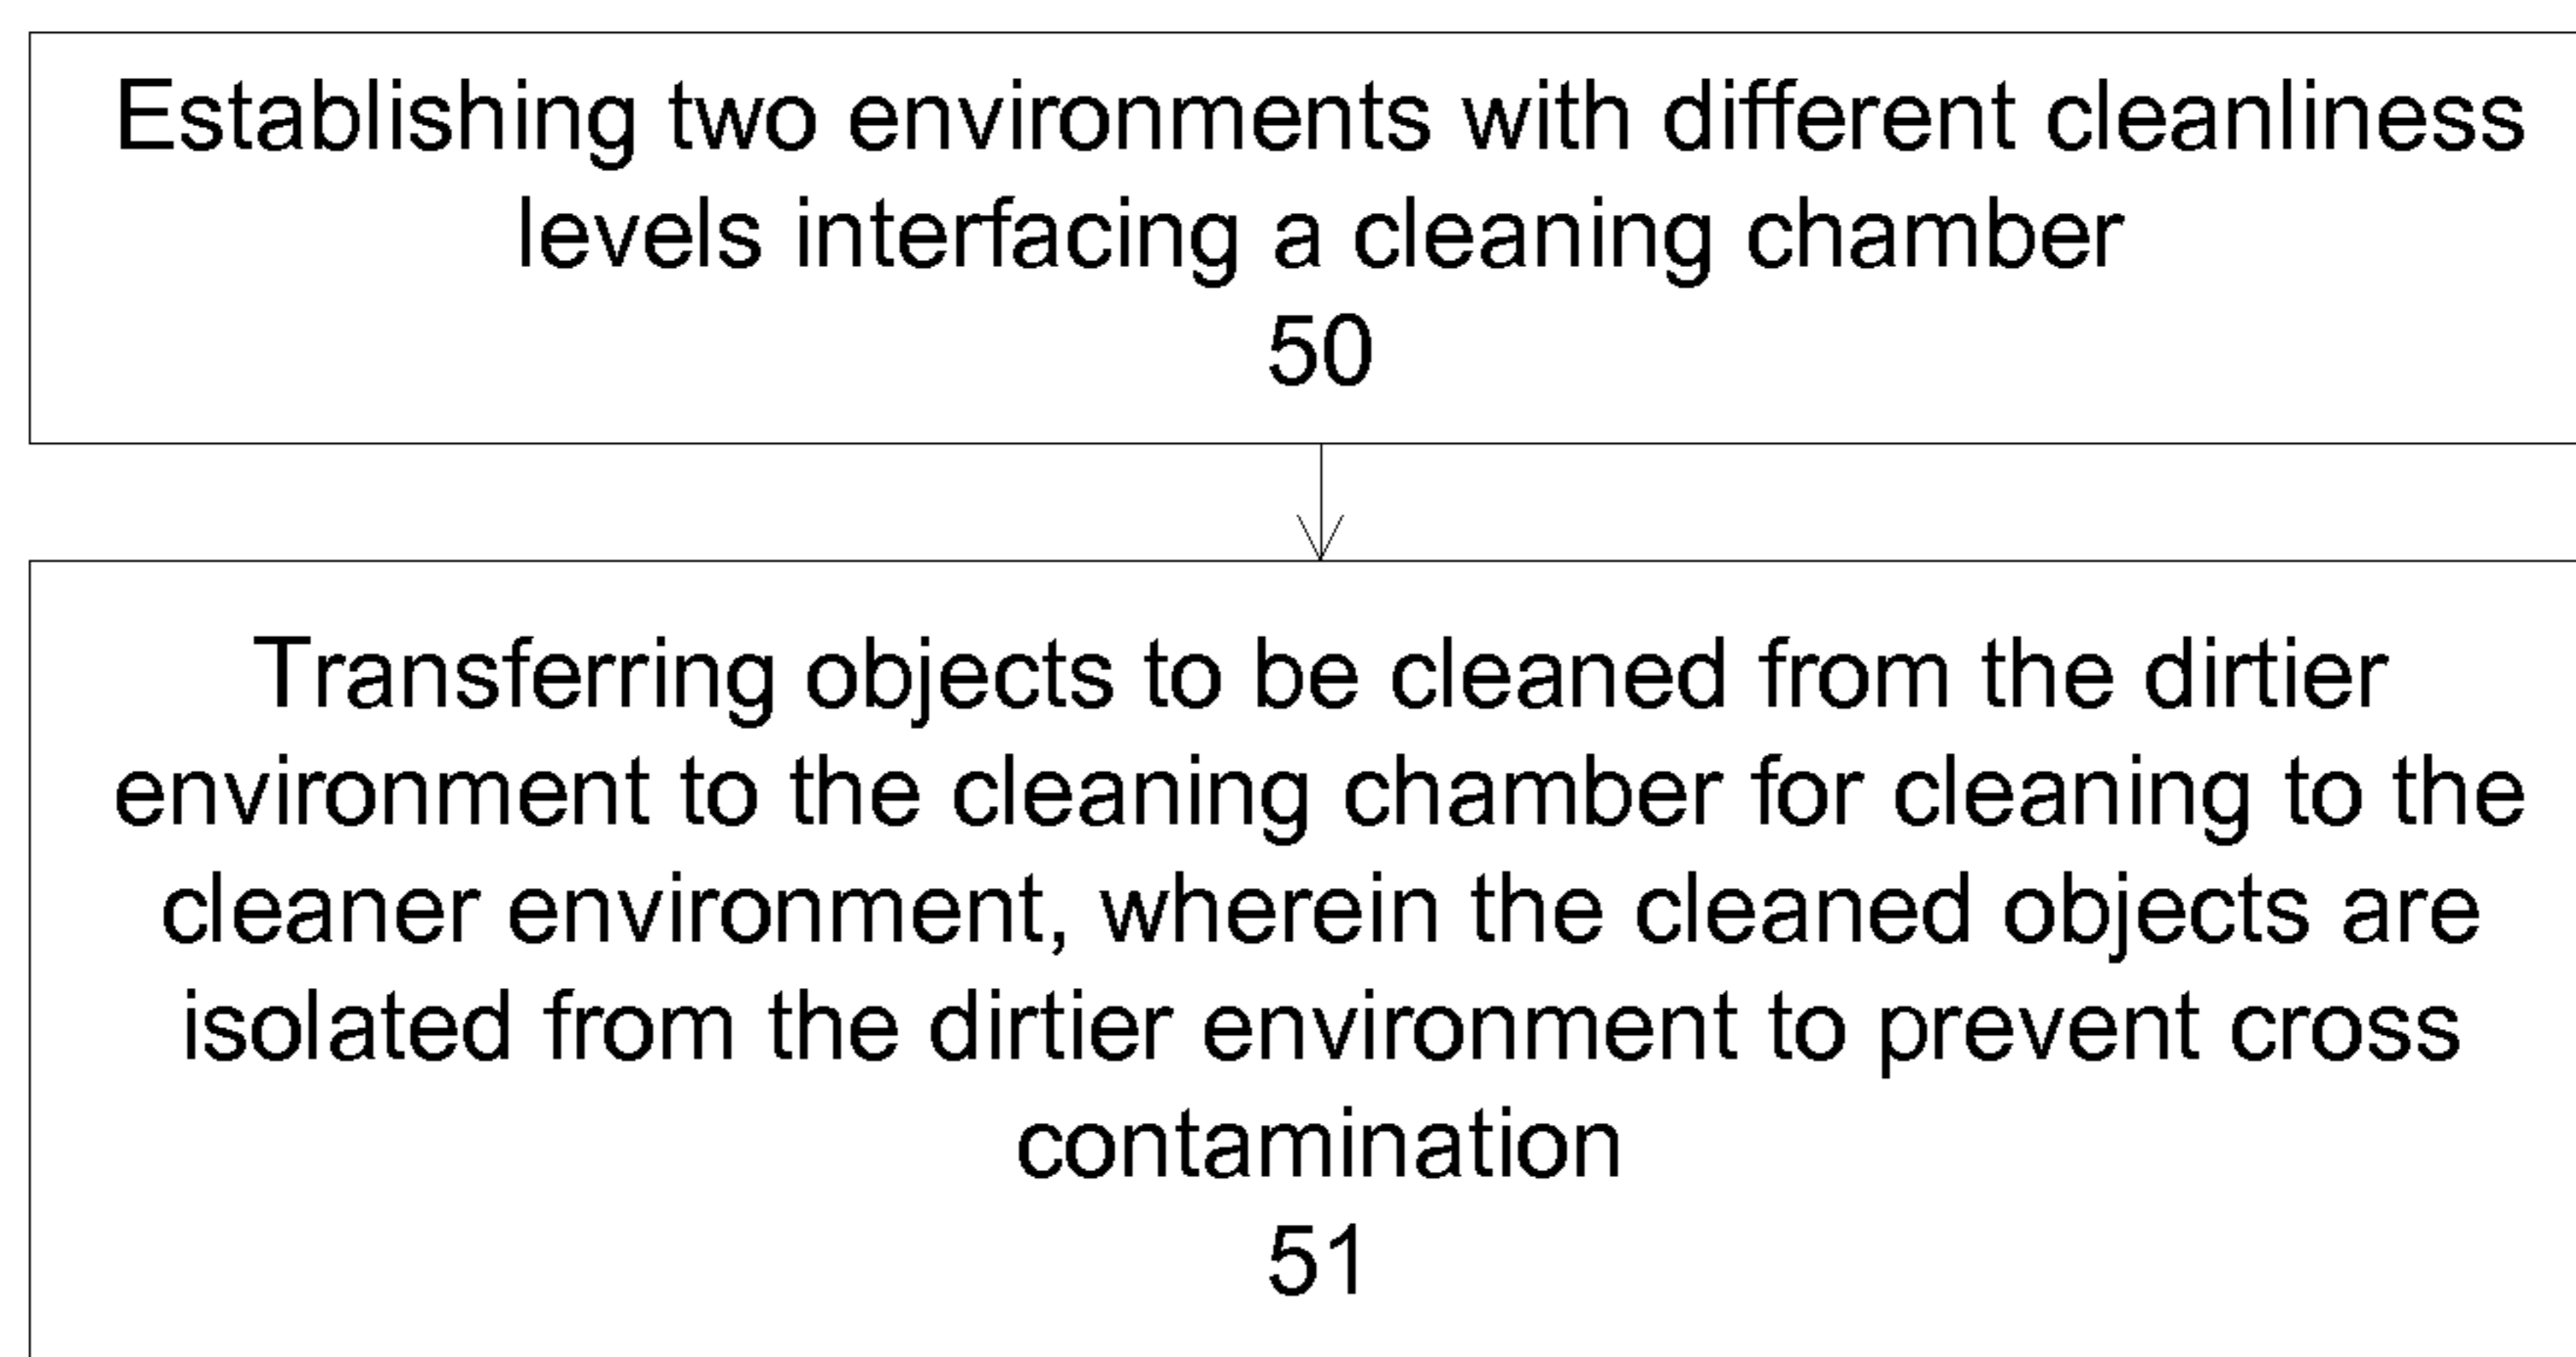 Establishing two environments with different cleanliness
levels interfacing a cleaning chamber
50
Transferring objects to be cleaned from the dirtier
environment to the cleaning chamber for cleaning to the
cleaner environment, wherein the cleaned objects are
isolated from the dirtier environment to prevent cross
contamination
51